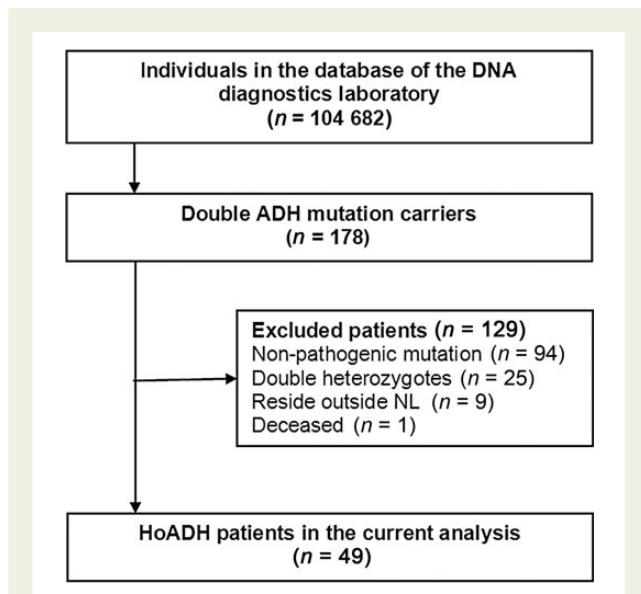 Individuals in the database of the DNA
diagnostics laboratory
(n = 104 682)
Double ADH mutation carriers
(n = 178)
Excluded patients (n = 129)
Non-pathogenic mutation (n = 94)
Double heterozygotes (n = 25)
Reside outside NL (n = 9)
Deceased (n = 1)
HoADH patients in the current analysis
(n = 49)